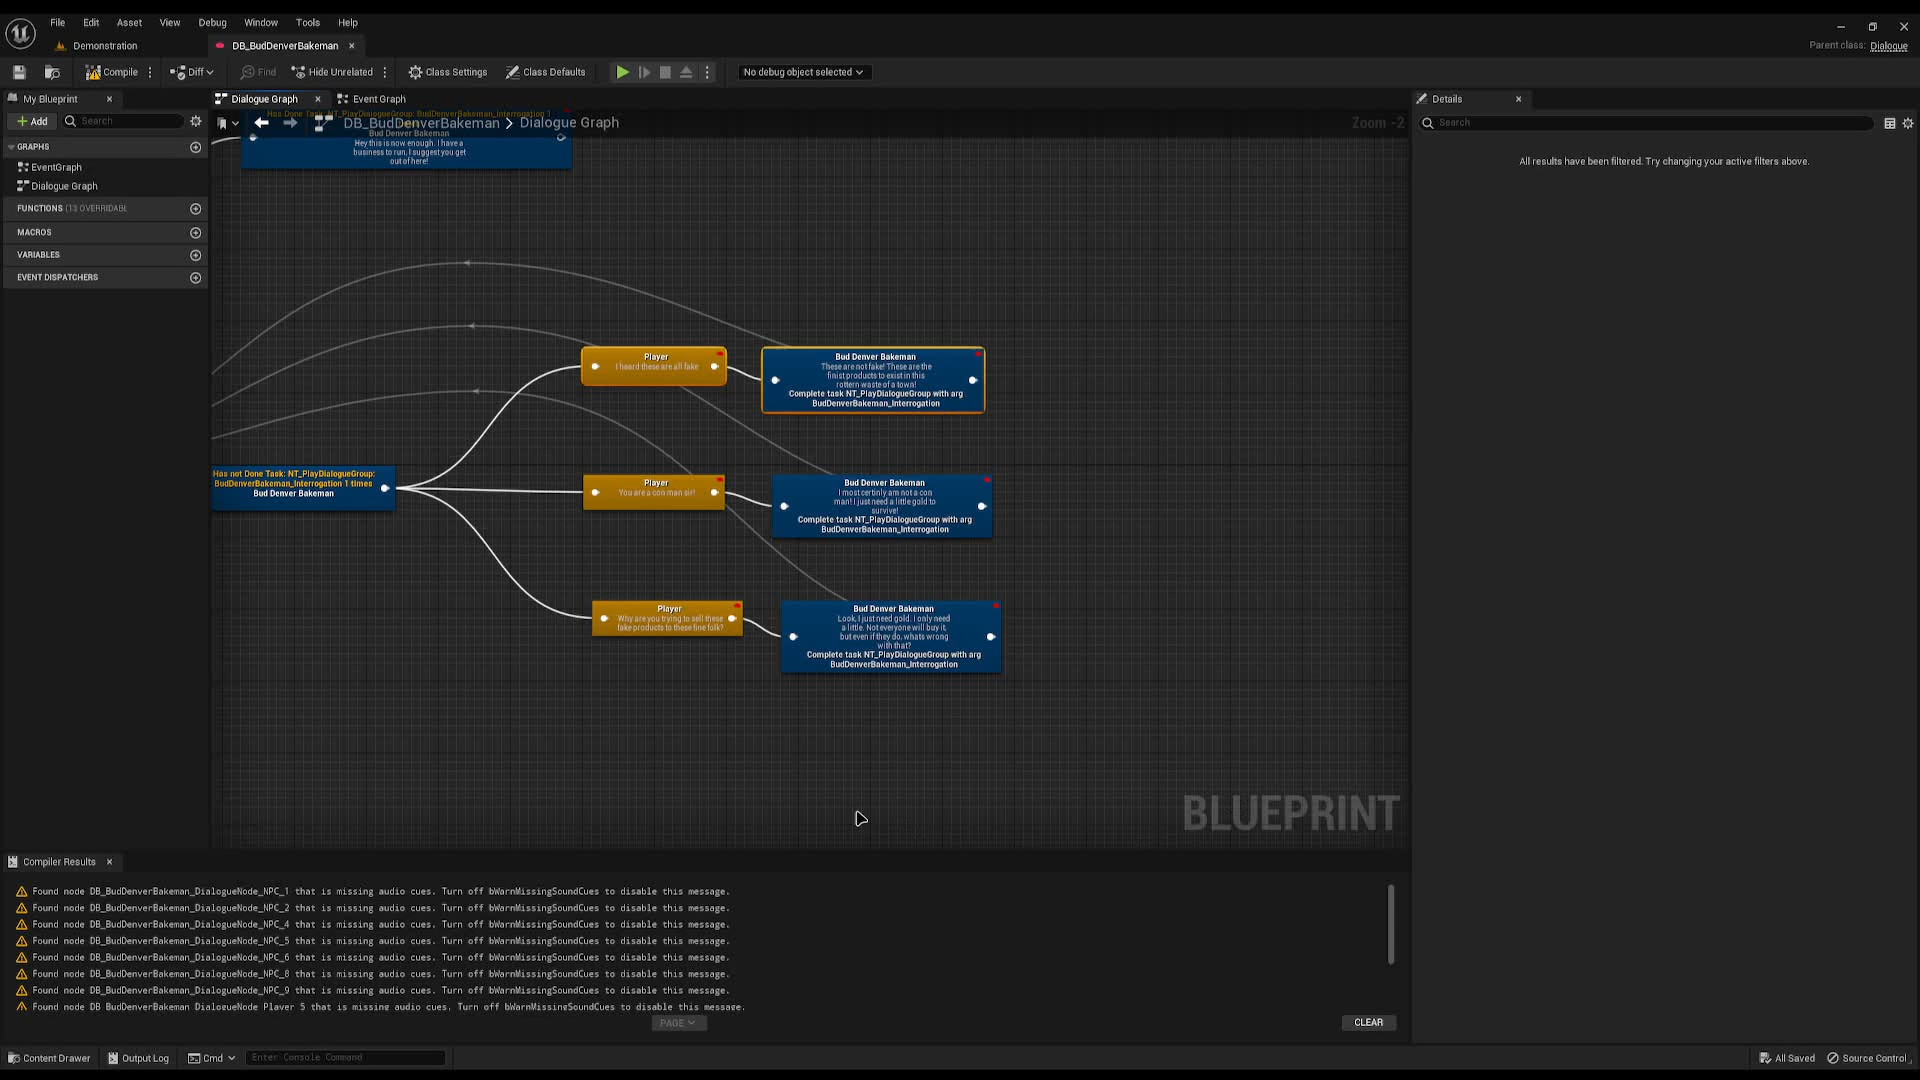 File Edit Asset View Debug Window Tools Help
Demonstration
DB_BudDenverBakeman
Parent class: Dialogue
Compile
Diff
Find
Hide Unrelated
Class Settings
Class Defaults
No debug object selected
My Blueprint
Dialogue Graph
Event Graph
Details
Add
Search
Search
DB_BudDenverBakeman > Dialogue Graph
Zoom -2
Has Done Task: NT_PlayDialogueGroup: BudDenverBakeman_Interrogation 1
Bud Denver Bakeman
Hey this is now enough. I have a
business to run, I suggest you get
out of here!
All results have been filtered. Try changing your active filters above.
GRAPHS
EventGraph
Dialogue Graph
FUNCTIONS (13 OVERRIDABL
MACROS
VARIABLES
EVENT DISPATCHERS
Player
I heard these are all fake
Bud Denver Bakeman
These are not fake! These are the
finist products to exist in this
rottern waste of a town!
Complete task NT_PlayDialogueGroup with arg
BudDenverBakeman_Interrogation
Has not Done Task: NT_PlayDialogueGroup:
BudDenverBakeman_Interrogation 1 times
Bud Denver Bakeman
Player
You are a con man sir!
Bud Denver Bakeman
I most certinly am not a con
man! I just need a little gold to
survive!
Complete task NT_PlayDialogueGroup with arg
BudDenverBakeman_Interrogation
Player
Why are you trying to sell these
fake products to these fine folk?
Bud Denver Bakeman
Look, I just need gold. I only need
a little. Not everyone will buy it,
but even if they do, whats wrong
with that?
Complete task NT_PlayDialogueGroup with arg
BudDenverBakeman_Interrogation
BLUEPRINT
Compiler Results
Found node DB_BudDenverBakeman_DialogueNode_NPC_1 that is missing audio cues. Turn off bWarnMissingSoundCues to disable this message.
Found node DB_BudDenverBakeman_DialogueNode_NPC_2 that is missing audio cues. Turn off bWarnMissingSoundCues to disable this message.
Found node DB_BudDenverBakeman_DialogueNode_NPC_4 that is missing audio cues. Turn off bWarnMissingSoundCues to disable this message.
Found node DB_BudDenverBakeman_DialogueNode_NPC_5 that is missing audio cues. Turn off bWarnMissingSoundCues to disable this message.
Found node DB_BudDenverBakeman_DialogueNode_NPC_6 that is missing audio cues. Turn off bWarnMissingSoundCues to disable this message.
Found node DB_BudDenverBakeman_DialogueNode_NPC_8 that is missing audio cues. Turn off bWarnMissingSoundCues to disable this message.
Found node DB_BudDenverBakeman_DialogueNode_NPC_9 that is missing audio cues. Turn off bWarnMissingSoundCues to disable this message.
Found node DB_BudDenverBakeman_DialogueNode_Player_5 that is missing audio cues. Turn off bWarnMissingSoundCues to disable this message.
PAGE
CLEAR
Content Drawer
Output Log
Cmd
Enter Console Command
All Saved
Source Control